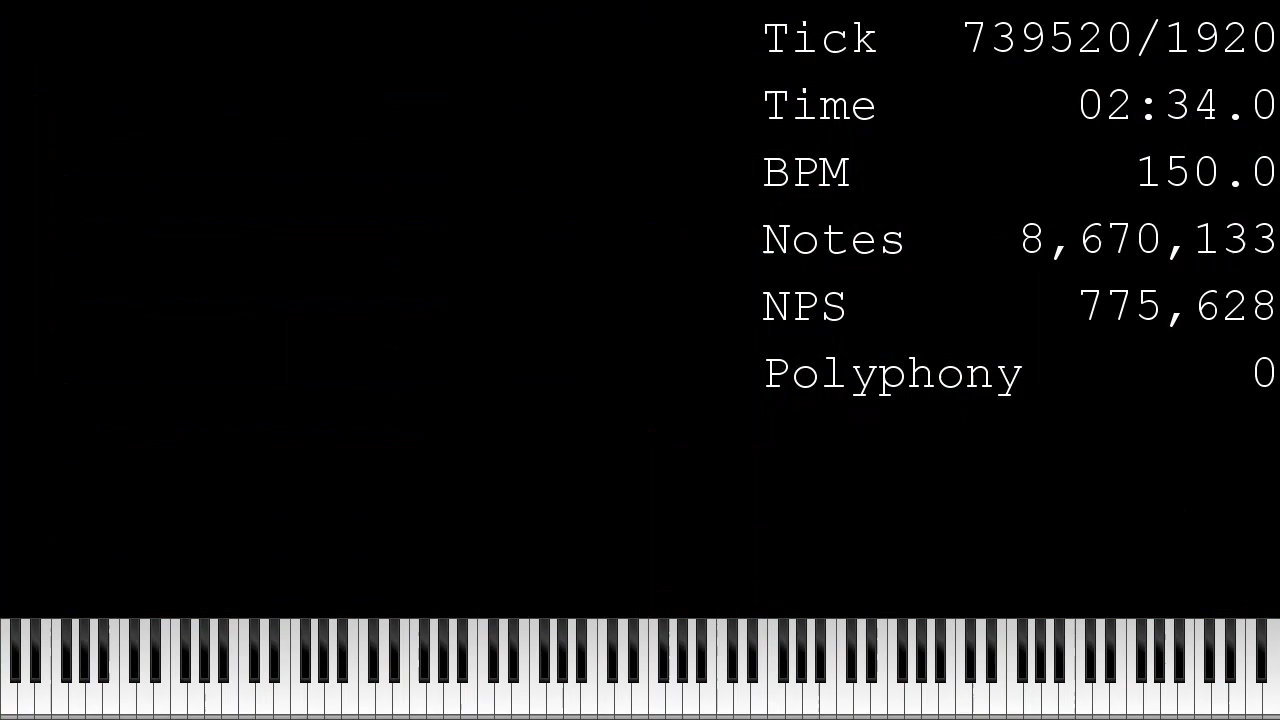 Tick 739520/1920
Time 02:34.0
BPM 150.0
Notes 8,670,133
NPS 775,628
Polyphony 0